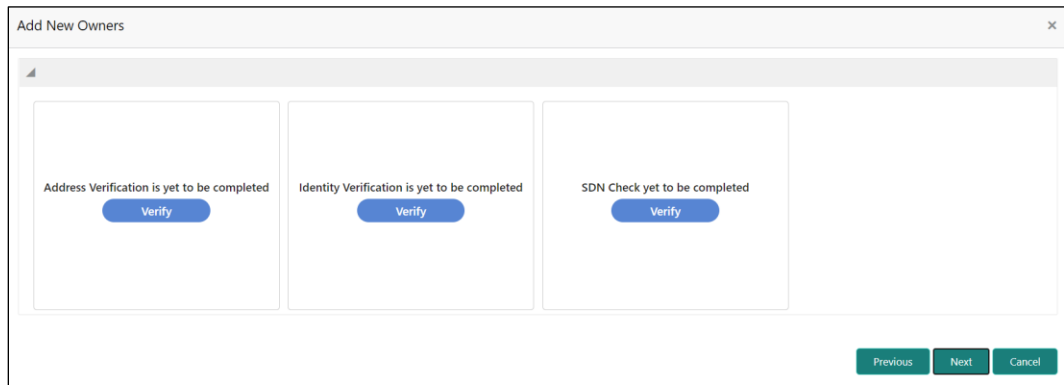 Add New Owners
Address Verification is yet to be completed
Verify
Identity Verification is yet to be completed
Verify
SDN Check yet to be completed
Verify
Previous
Next
Cancel